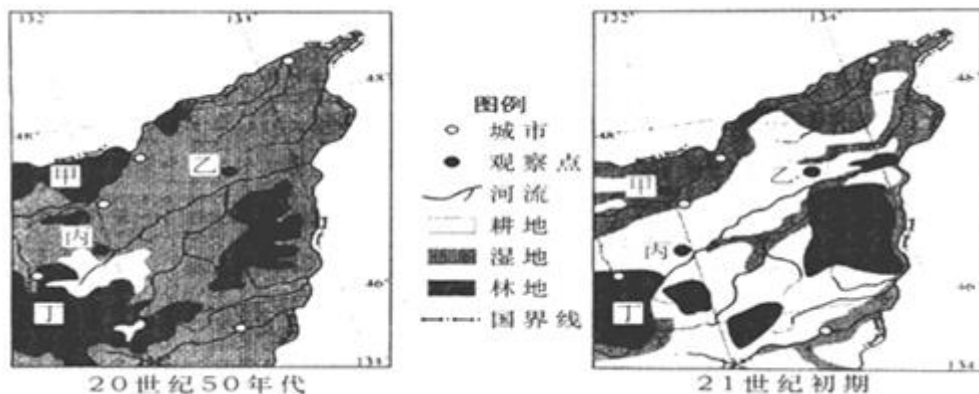 132° 134°
48°
48°
甲
乙
丙
丁
46°
134°
20世纪50年代
图例
城市
观察点
河流
耕地
湿地
林地
国界线
132° 134°
48°
48°
甲
乙
丙
丁
46°
134°
21世纪初期